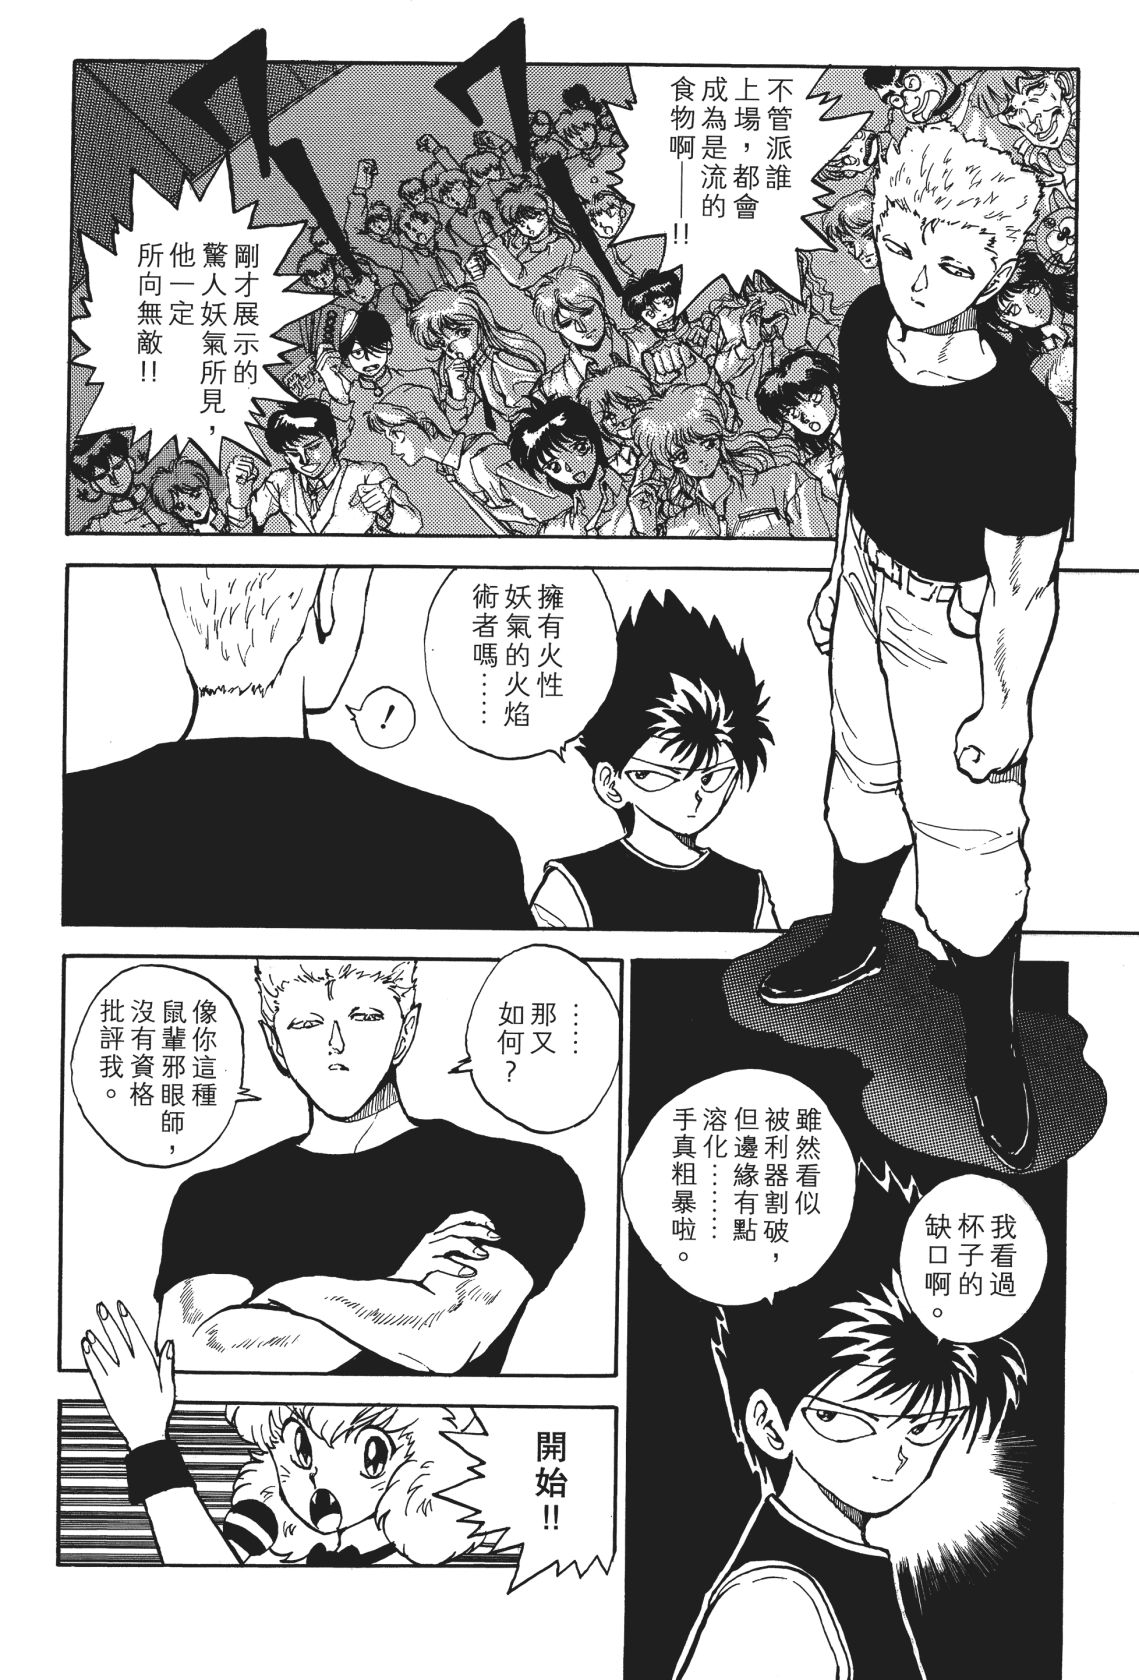 不管派誰
上場，都會
成為是流的
食物啊——!!
剛才展示的
驚人妖氣所見，
他一定
所向無敵!!
擁有火性
妖氣的火焰
術者嗎……
！
我看過
杯子的
缺口啊。
雖然看似
被利器割破，
但邊緣有點
溶化………
手真粗暴啦。
……
那又
如何？
像你這種
鼠輩邪眼師，
沒有資格
批評我。
開始!!